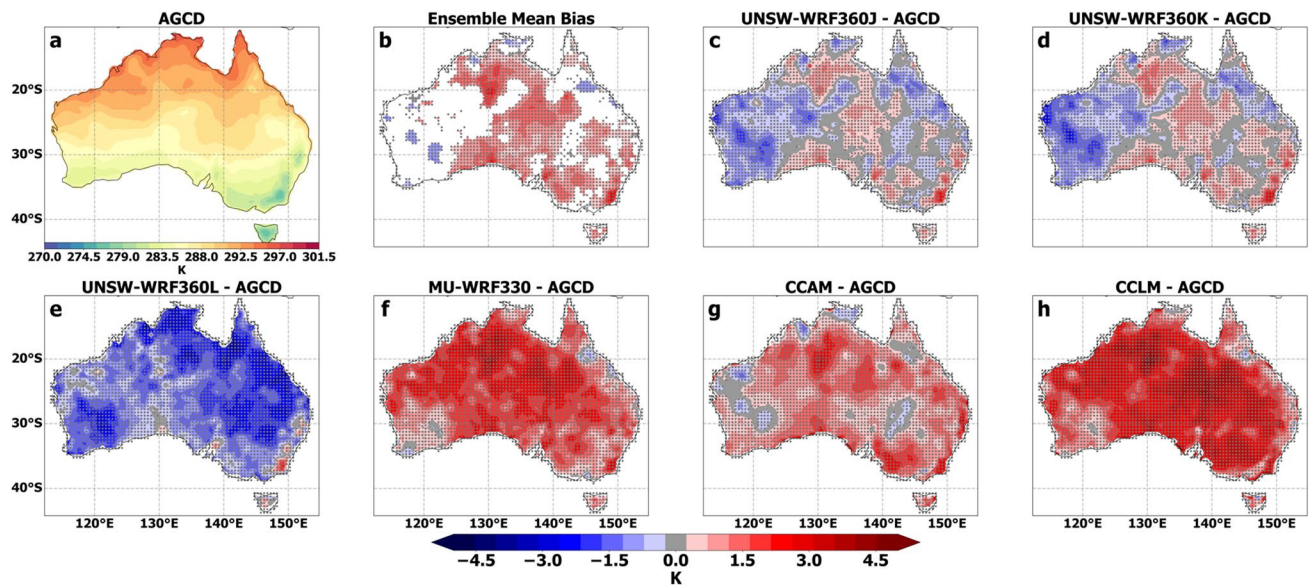 AGCD
Ensemble Mean Bias
UNSW-WRF360J - AGCD
UNSW-WRF360K - AGCD
a
b
c
d
20°S
30°S
40°S
270.0 274.5 279.0 283.5 288.0 292.5 297.0 301.5
K
UNSW-WRF360L - AGCD
MU-WRF330 - AGCD
CCAM - AGCD
CCLM - AGCD
e
f
g
h
20°S
30°S
40°S
120°E 130°E 140°E 150°E 120°E 130°E 140°E 150°E 120°E 130°E 140°E 150°E 120°E 130°E 140°E 150°E
−4.5 −3.0 −1.5 0.0 1.5 3.0 4.5
K